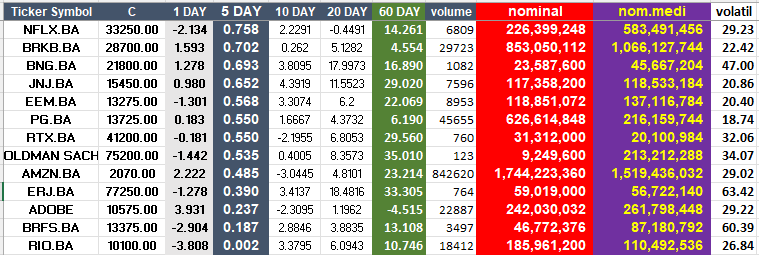 Ticker Symbol C 1 DAY 5 DAY 10 DAY 20 DAY 60 DAY volume nominal nom.medi volatil
NFLX.BA 33250.00 -2.134 0.758 2.2291 -0.4491 14.261 6809 226,399,248 583,491,456 29.23
BRKB.BA 28700.00 1.593 0.702 0.262 5.1282 4.554 29723 853,050,112 1,066,127,744 22.42
BNG.BA 21800.00 1.278 0.693 3.8095 17.9973 16.890 1082 23,587,600 45,667,204 47.00
JNJ.BA 15450.00 0.980 0.652 4.3919 11.5523 29.020 7596 117,358,200 118,533,184 20.86
EEM.BA 13275.00 -1.301 0.568 3.3074 6.2 22.069 8953 118,851,072 137,116,784 20.40
PG.BA 13725.00 0.183 0.550 1.6667 4.3732 6.190 45655 626,614,848 216,159,744 18.74
RTX.BA 41200.00 -0.181 0.550 -2.1955 6.8053 29.560 760 31,312,000 20,100,984 32.06
OLDMAN SACH 75200.00 -1.442 0.535 0.4005 8.3573 35.010 123 9,249,600 213,212,288 34.07
AMZN.BA 2070.00 2.222 0.485 -3.0445 4.8101 23.214 842620 1,744,223,360 1,519,436,032 29.02
ERJ.BA 77250.00 -1.278 0.390 3.4137 18.4816 33.305 764 59,019,000 56,722,140 63.42
ADOBE 10575.00 3.931 0.237 -2.3095 1.1962 -4.515 22887 242,030,032 261,798,448 29.22
BRFS.BA 13375.00 -2.904 0.187 2.8846 3.8835 13.108 3497 46,772,376 87,180,792 60.39
RIO.BA 10100.00 -3.808 0.002 3.3795 6.0943 10.746 18412 185,961,200 110,492,536 26.84